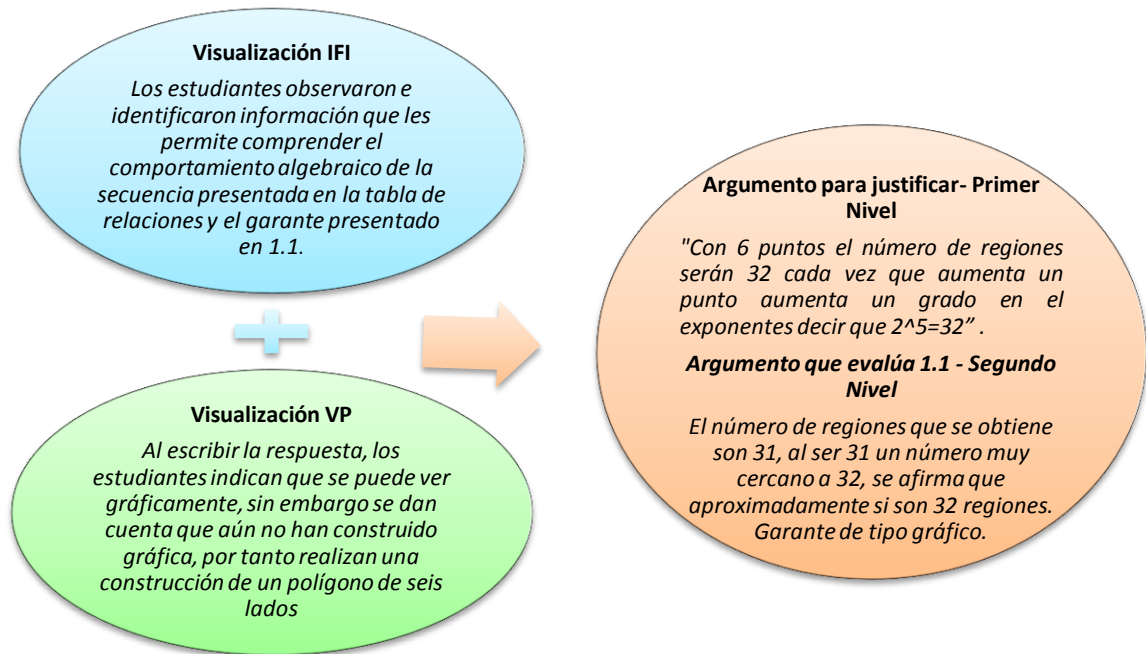 Visualización IFI
Los estudiantes observaron e
identificaron información que les
permite comprender el
comportamiento algebraico de la
secuencia presentada en la tabla de
relaciones y el garante presentado
en 1.1.
Visualización VP
Al escribir la respuesta, los
estudiantes indican que se puede ver
gráficamente, sin embargo se dan
cuenta que aún no han construido
gráfica, por tanto realizan una
construcción de un polígono de seis
lados
Argumento para justificar- Primer
Nivel
"Con 6 puntos el número de regiones
serán 32 cada vez que aumenta un
punto aumenta un grado en el
exponentes decir que 2^5=32” .
Argumento que evalúa 1.1 - Segundo
Nivel
El número de regiones que se obtiene
son 31, al ser 31 un número muy
cercano a 32, se afirma que
aproximadamente si son 32 regiones.
Garante de tipo gráfico.